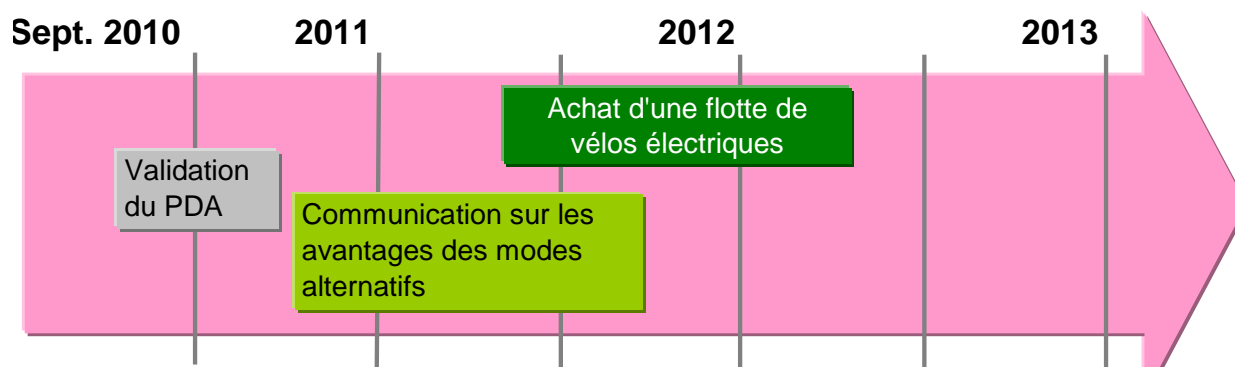 Sept. 2010 2011 2012 2013
Achat d'une flotte de
vélos électriques
Validation
du PDA
Communication sur les
avantages des modes
alternatifs